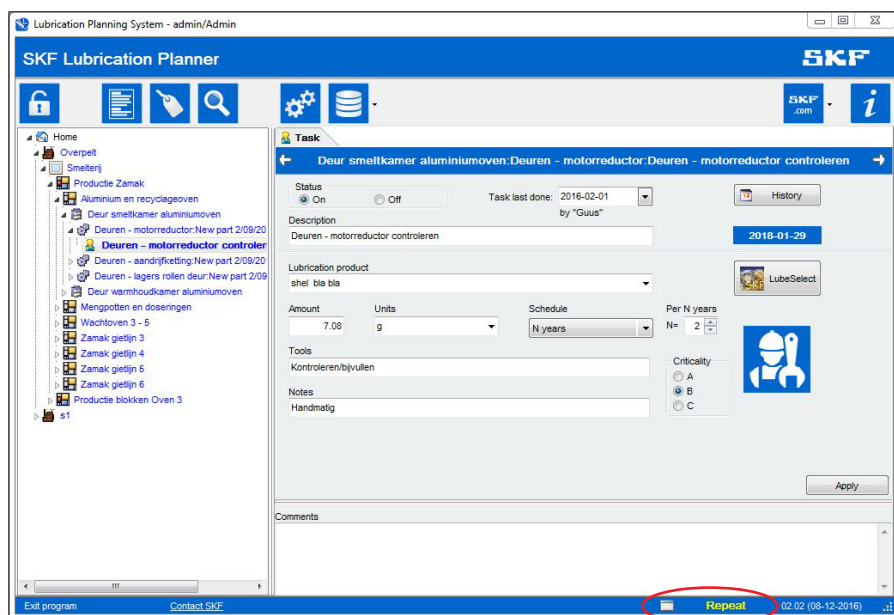 Lubrication Planning System - admin/Admin
SKF Lubrication Planner
SKF
SKF
.com
i
Home
Overpelt
Smelterij
Productie Zamak
Aluminium en recyclageoven
Deur smeltkamer aluminiumoven
Deuren - motorreductor:New part 2/09/20
Deuren - motorreductor controler
Deuren - aandrijfketting:New part 2/09/20
Deuren - lagers rollen deur:New part 2/09
Deur warmhoudkamer aluminiumoven
Mengpotten en doseringen
Wachtoven 3 - 5
Zamak gietlijn 3
Zamak gietlijn 4
Zamak gietlijn 5
Zamak gietlijn 6
Productie blokken Oven 3
s1
Task
Deur smeltkamer aluminiumoven:Deuren - motorreductor:Deuren - motorreductor controleren
Status
On Off
Task last done: 2016-02-01
by "Guus"
History
Description
Deuren - motorreductor controleren
2018-01-29
Lubrication product
shel bla bla
LubeSelect
Amount Units Schedule Per N years
7.08 g N years N= 2
Tools
Kontroleren/bijvullen
Criticality
A
B
C
Notes
Handmatig
Apply
Comments
Exit program Contact SKF Repeat 02.02 (08-12-2016)